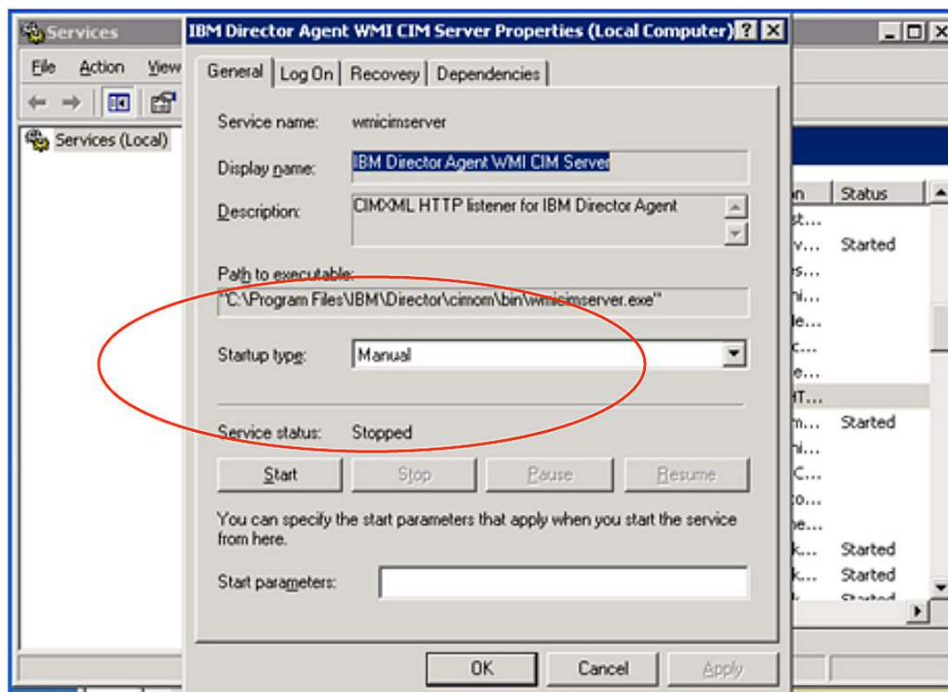 Services
IBM Director Agent WMI CIM Server Properties (Local Computer)
File Action View
General Log On Recovery Dependencies
Services (Local)
Service name: wmicimserver
Display name: IBM Director Agent WMI CIM Server
Description: CIMXML HTTP listener for IBM Director Agent
Path to executable:
"C:\Program Files\IBM\Director\cimom\bin\wmicimserver.exe"
Startup type: Manual
Service status: Stopped
Start Stop Pause Resume
You can specify the start parameters that apply when you start the service
from here.
Start parameters:
OK Cancel Apply
Status
Started
Started
Started
Started
Started